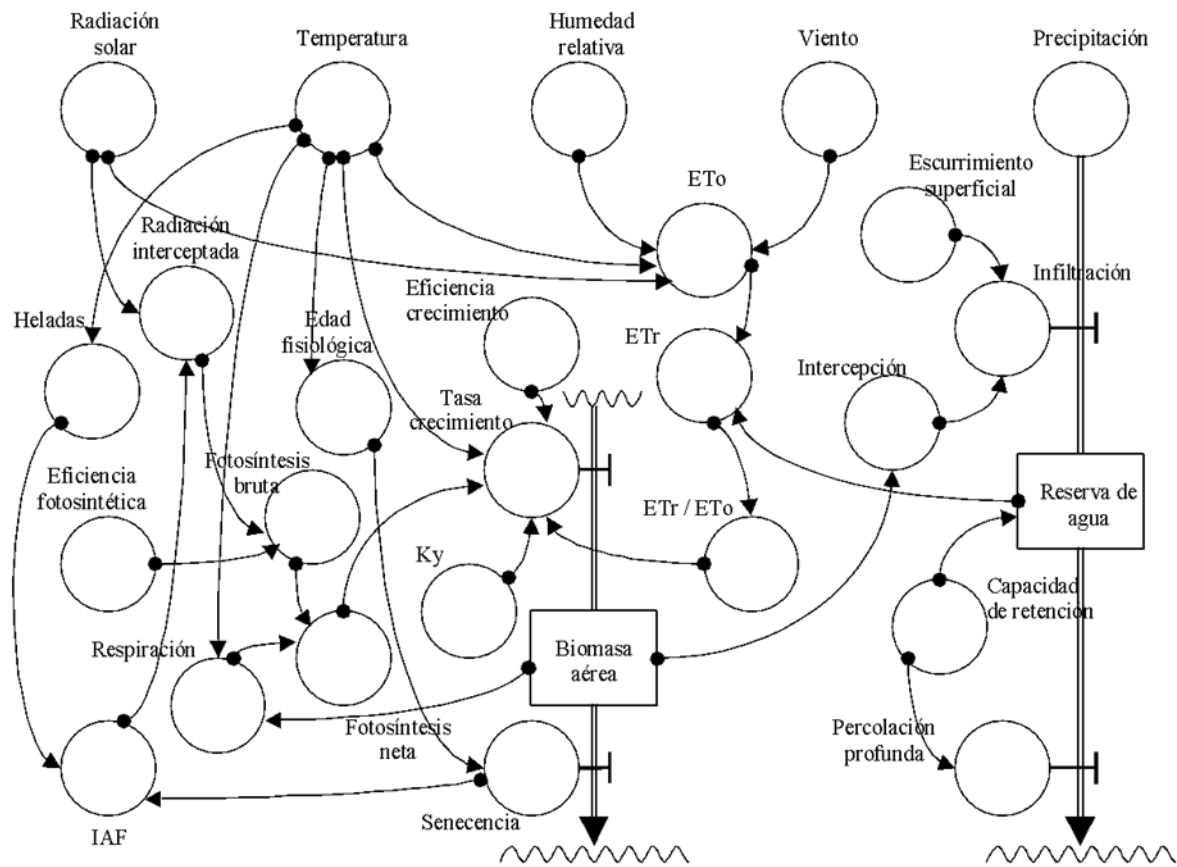 Radiación
solar
Temperatura
Humedad
relativa
Viento
Precipitación
Escurrimiento
superficial
ETo
Radiación
interceptada
Infiltración
Eficiencia
crecimiento
Heladas
Edad
fisiológica
ETr
Intercepción
Tasa
crecimiento
Eficiencia
fotosintética
Fotosíntesis
bruta
ETr / ETo
Reserva de
agua
Ky
Capacidad
de retención
Respiración
Biomasa
aérea
Fotosíntesis
neta
Percolación
profunda
Senecencia
IAF